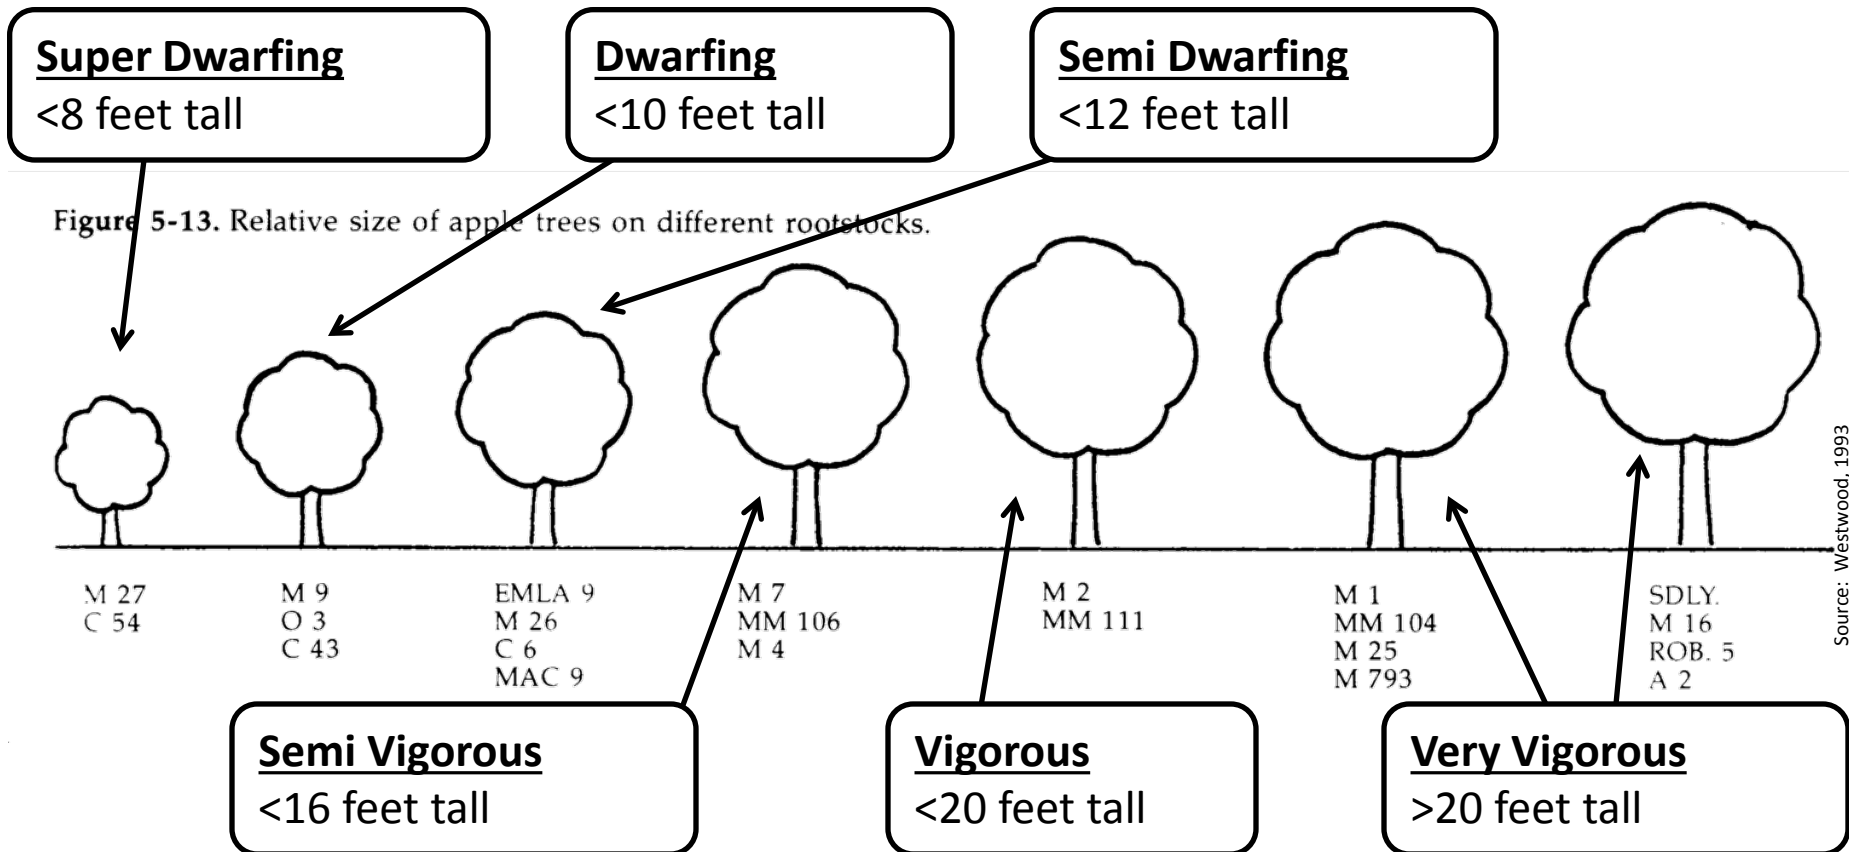 Super Dwarfing
<8 feet tall
Dwarfing
<10 feet tall
Semi Dwarfing
<12 feet tall
Figure 5-13. Relative size of apple trees on different rootstocks.
M 27
C 54
M 9
O 3
C 43
EMLA 9
M 26
C 6
MAC 9
M 7
MM 106
M 4
M 2
MM 111
M 1
MM 104
M 25
M 793
SDLY.
M 16
ROB. 5
A 2
Source: Westwood, 1993
Semi Vigorous
<16 feet tall
Vigorous
<20 feet tall
Very Vigorous
>20 feet tall